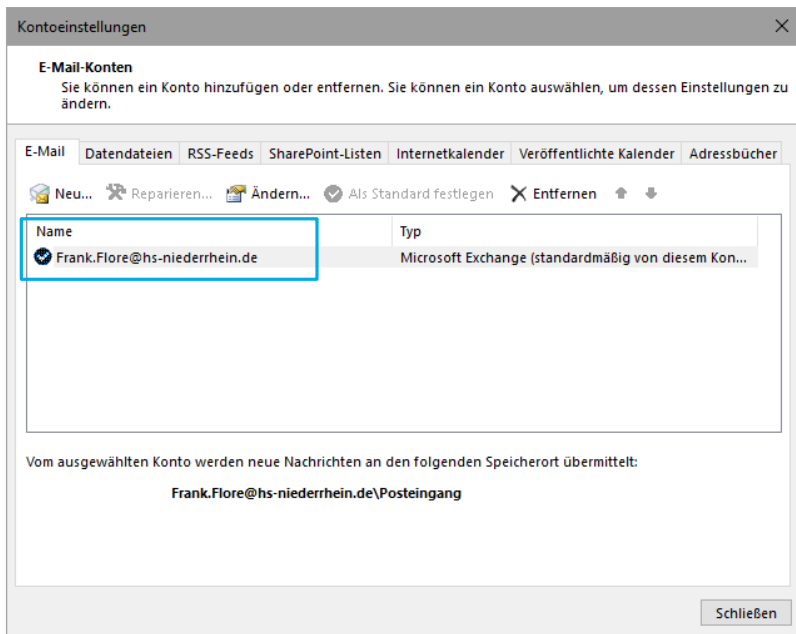 Kontoeinstellungen
E-Mail-Konten
Sie können ein Konto hinzufügen oder entfernen. Sie können ein Konto auswählen, um dessen Einstellungen zu
ändern.
E-Mail Datendateien RSS-Feeds SharePoint-Listen Internetkalender Veröffentlichte Kalender Adressbücher
Neu... Reparieren... Ändern... Als Standard festlegen Entfernen
Name Typ
Frank.Flore@hs-niederrhein.de Microsoft Exchange (standardmäßig von diesem Kon...
Vom ausgewählten Konto werden neue Nachrichten an den folgenden Speicherort übermittelt:
Frank.Flore@hs-niederrhein.de\Posteingang
Schließen